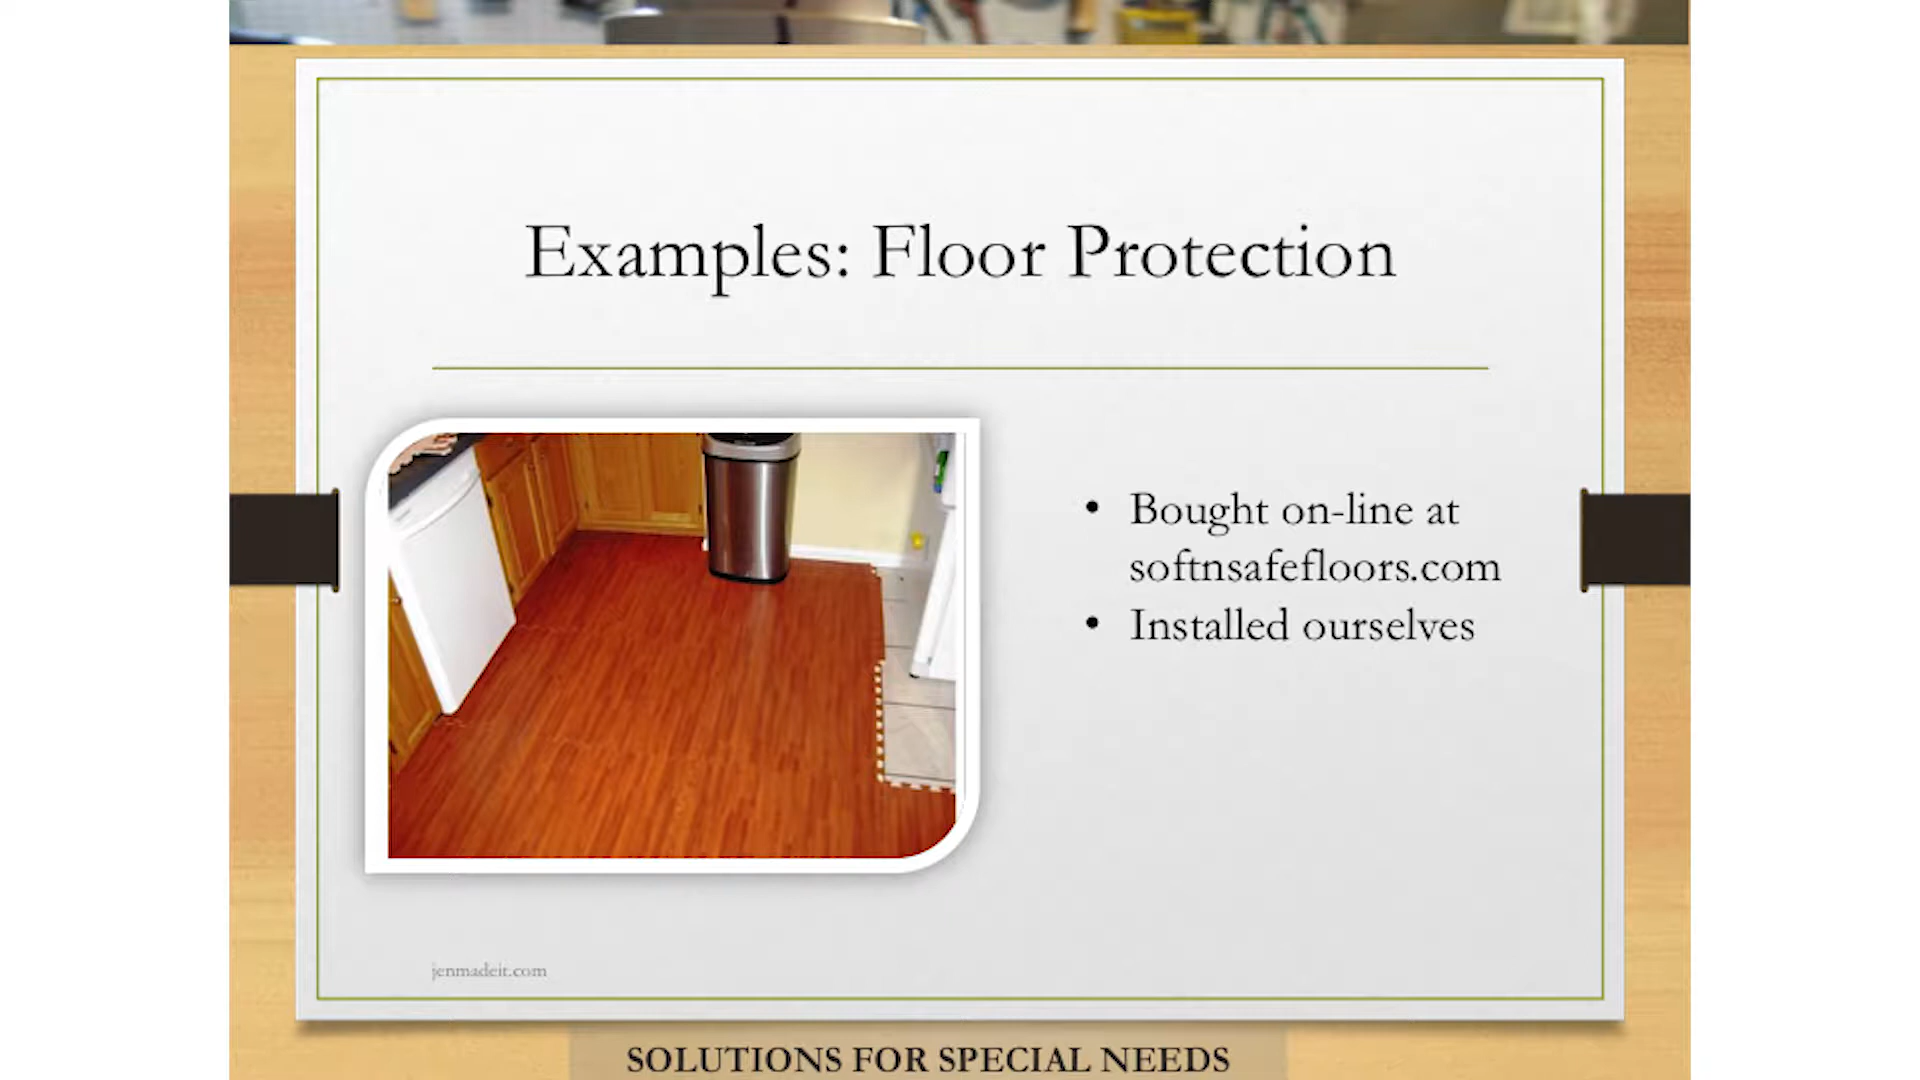 Examples: Floor Protection
• Bought on-line at
softnsafefloors.com
• Installed ourselves
jenmadeit.com
SOLUTIONS FOR SPECIAL NEEDS